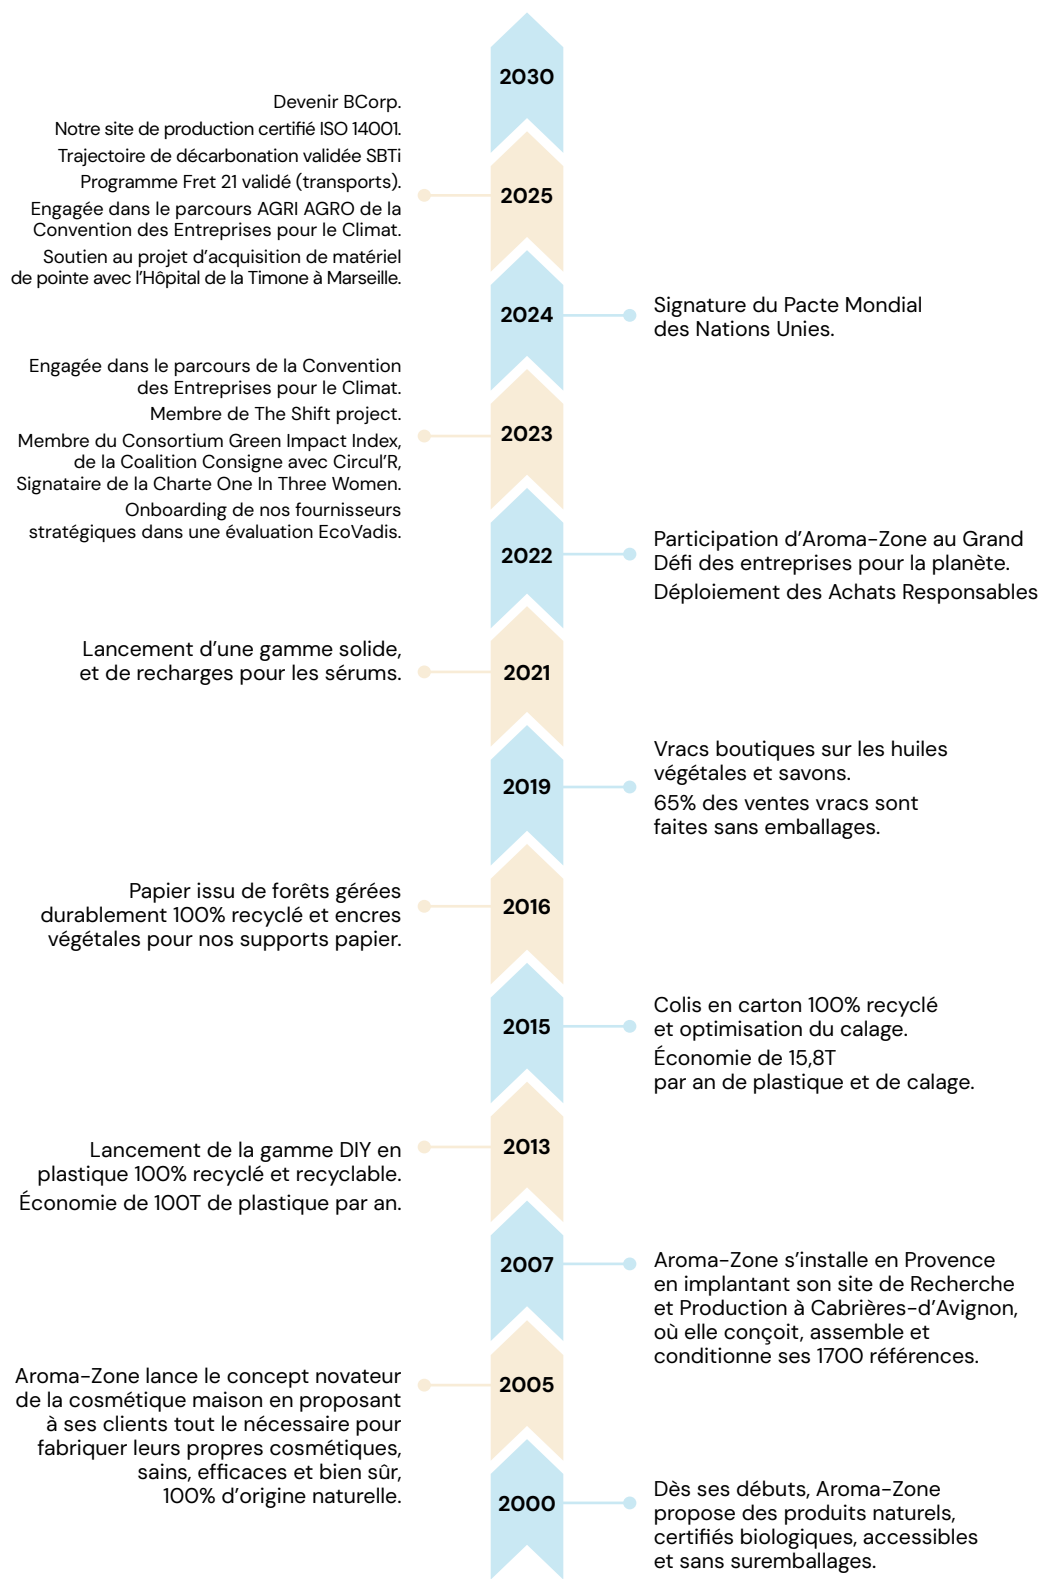 2030
Devenir BCorp.
Notre site de production certifié ISO 14001.
Trajectoire de décarbonation validée SBTi
Programme Fret 21 validé (transports).
Engagée dans le parcours AGRI AGRO de la
Convention des Entreprises pour le Climat.
Soutien au projet d’acquisition de matériel
de pointe avec l’Hôpital de la Timone à Marseille.
2025
2024
Signature du Pacte Mondial
des Nations Unies.
Engagée dans le parcours de la Convention
des Entreprises pour le Climat.
Membre de The Shift project.
Membre du Consortium Green Impact Index,
de la Coalition Consigne avec Circul’R,
Signataire de la Charte One In Three Women.
Onboarding de nos fournisseurs
stratégiques dans une évaluation EcoVadis.
2023
2022
Participation d’Aroma-Zone au Grand
Défi des entreprises pour la planète.
Déploiement des Achats Responsables
Lancement d’une gamme solide,
et de recharges pour les sérums.
2021
2019
Vracs boutiques sur les huiles
végétales et savons.
65% des ventes vracs sont
faites sans emballages.
Papier issu de forêts gérées
durablement 100% recyclé et encres
végétales pour nos supports papier.
2016
2015
Colis en carton 100% recyclé
et optimisation du calage.
Économie de 15,8T
par an de plastique et de calage.
Lancement de la gamme DIY en
plastique 100% recyclé et recyclable.
Économie de 100T de plastique par an.
2013
2007
Aroma-Zone s’installe en Provence
en implantant son site de Recherche
et Production à Cabrières-d’Avignon,
où elle conçoit, assemble et
conditionne ses 1700 références.
Aroma-Zone lance le concept novateur
de la cosmétique maison en proposant
à ses clients tout le nécessaire pour
fabriquer leurs propres cosmétiques,
sains, efficaces et bien sûr,
100% d’origine naturelle.
2005
2000
Dès ses débuts, Aroma-Zone
propose des produits naturels,
certifiés biologiques, accessibles
et sans suremballages.